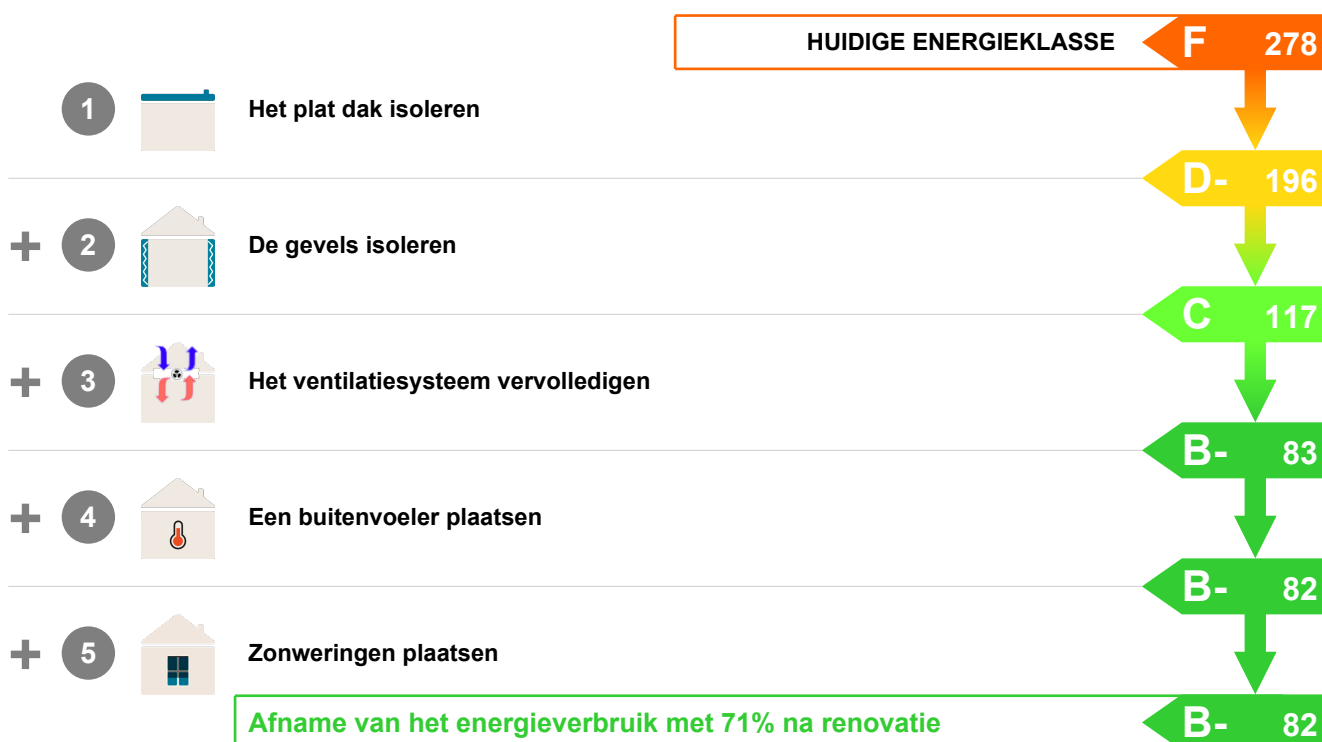 HUIDIGE ENERGIEKLASSE F 278
1 Het plat dak isoleren
D- 196
+ 2 De gevels isoleren
C 117
+ 3 Het ventilatiesysteem vervolledigen
B- 83
+ 4 Een buitenvoeler plaatsen
B- 82
+ 5 Zonweringen plaatsen
Afname van het energieverbruik met 71% na renovatie B- 82